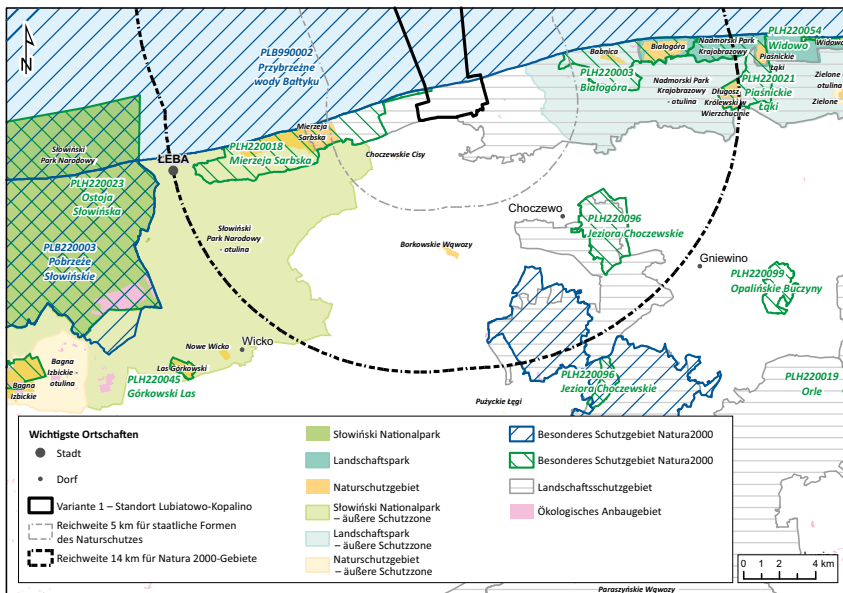 N
PLB990002
Przybrzeżne
wody Bałtyku
Babnica
Białogóra
Nadmorski Park
Krajobrazowy
PLH220054
Widowo
Widowo
Piaśnickie
Łąki
PLH220003
Białogóra
Nadmorski Park
Krajobrazowy
- otulina
Długosz
Królewski w
Wierzchucinie
PLH220021
Piaśnickie
Łąki
Zielone -
otulina
Zielone
Słowiński
Park Narodowy
ŁEBA
PLH220018
Mierzeja Sarbska
Mierzeja
Sarbska
Choczewskie Cisy
PLH220023
Ostoja
Słowińska
PLB220003
Pobrzeże
Słowińskie
Słowiński
Park Narodowy
- otulina
Borkowskie Wąwozy
Choczewo
PLH220096
Jeziora Choczewskie
Gniewino
PLH220099
Opalińskie Buczyny
Nowe Wicko
Wicko
Las Górkowski
PLH220045
Górkowski Las
Bagna
Izbickie -
otulina
Bagna
Izbickie
Pużyckie Łęgi
PLH220096
Jeziora Choczewskie
PLH220019
Orle
Wichtigste Ortschaften
Stadt
Dorf
Variante 1 – Standort Lubiatowo-Kopalino
Reichweite 5 km für staatliche Formen
des Naturschutzes
Reichweite 14 km für Natura 2000-Gebiete
Słowiński Nationalpark
Landschaftspark
Naturschutzgebiet
Słowiński Nationalpark
– äußere Schutzzone
Landschaftspark
– äußere Schutzzone
Naturschutzgebiet
– äußere Schutzzone
Besonderes Schutzgebiet Natura2000
Besonderes Schutzgebiet Natura2000
Landschaftsschutzgebiet
Ökologisches Anbaugebiet
0 1 2 4 km
Paraszyńskie Wąwozy